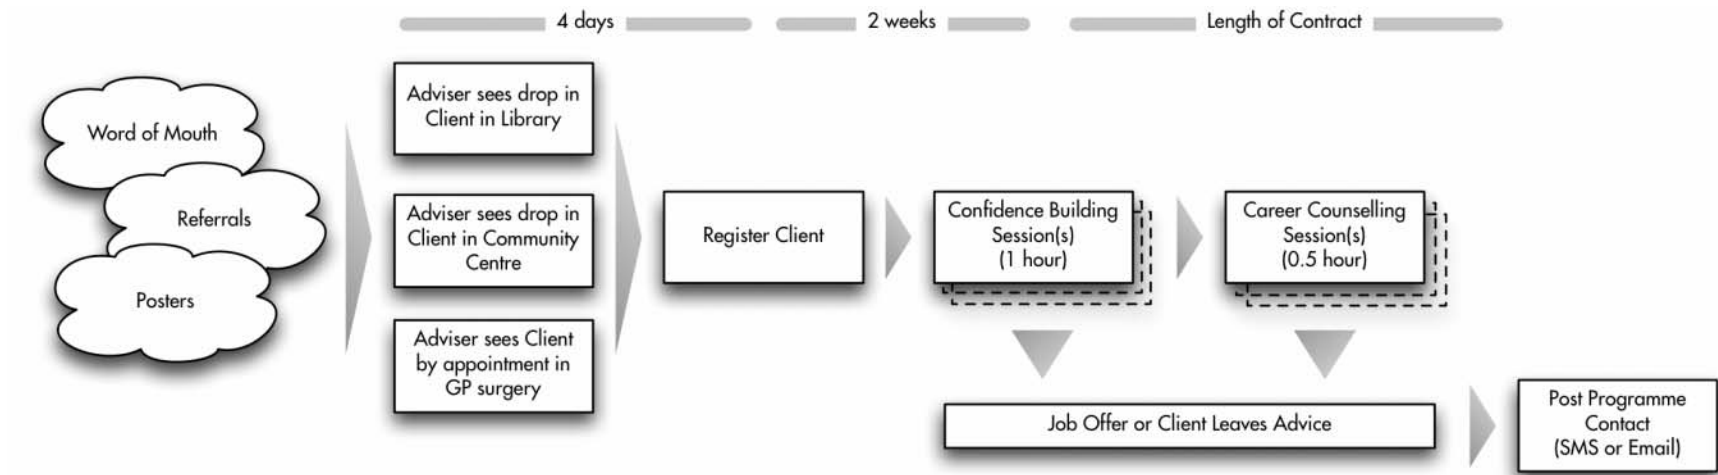 4 days
2 weeks
Length of Contract
Word of Mouth
Referrals
Posters
Adviser sees drop in
Client in Library
Adviser sees drop in
Client in Community
Centre
Adviser sees Client
by appointment in
GP surgery
Register Client
Confidence Building
Session(s)
(1 hour)
Career Counselling
Session(s)
(0.5 hour)
Job Offer or Client Leaves Advice
Post Programme
Contact
(SMS or Email)